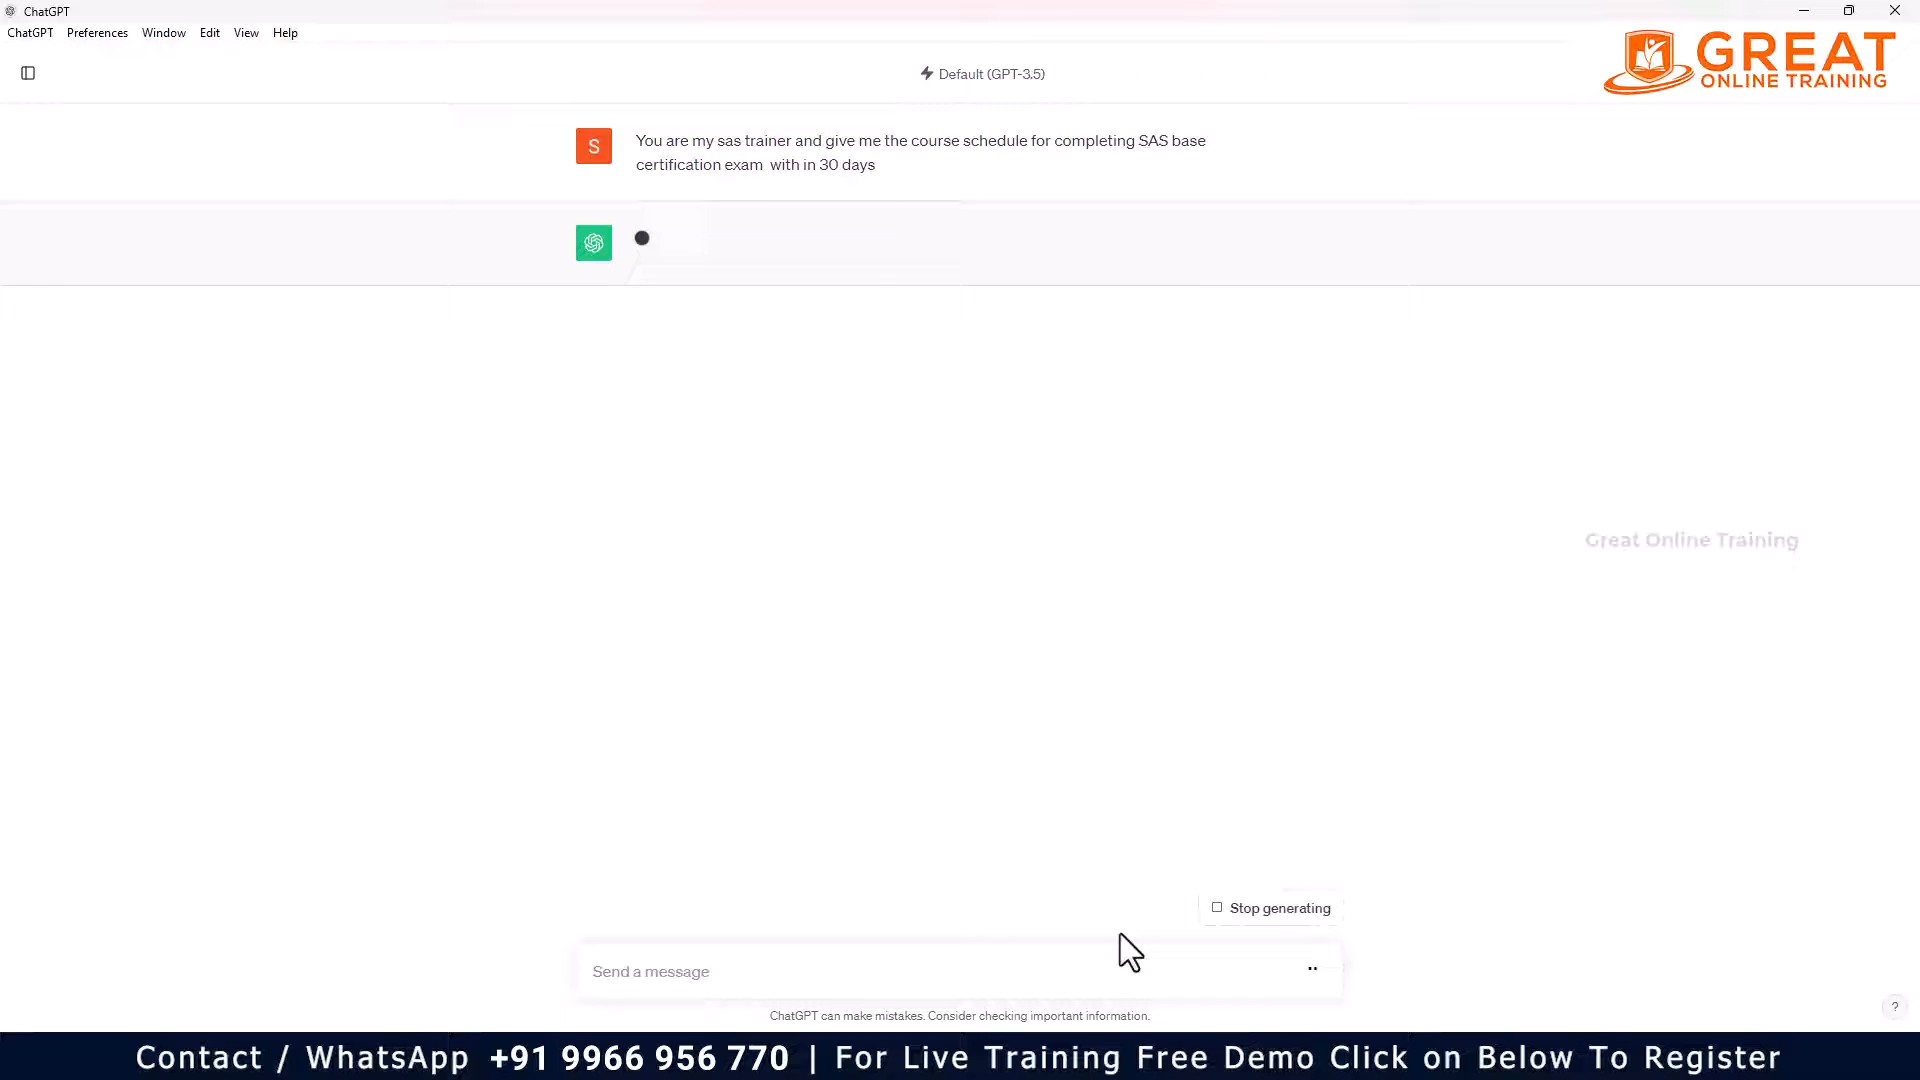 ChatGPT
ChatGPT Preferences Window Edit View Help
Default (GPT-3.5)
GREAT
ONLINE TRAINING
S
You are my sas trainer and give me the course schedule for completing SAS base
certification exam  with in 30 days
Great Online Training
Stop generating
Send a message
ChatGPT can make mistakes. Consider checking important information.
?
Contact / WhatsApp +91 9966 956 770 | For Live Training Free Demo Click on Below To Register